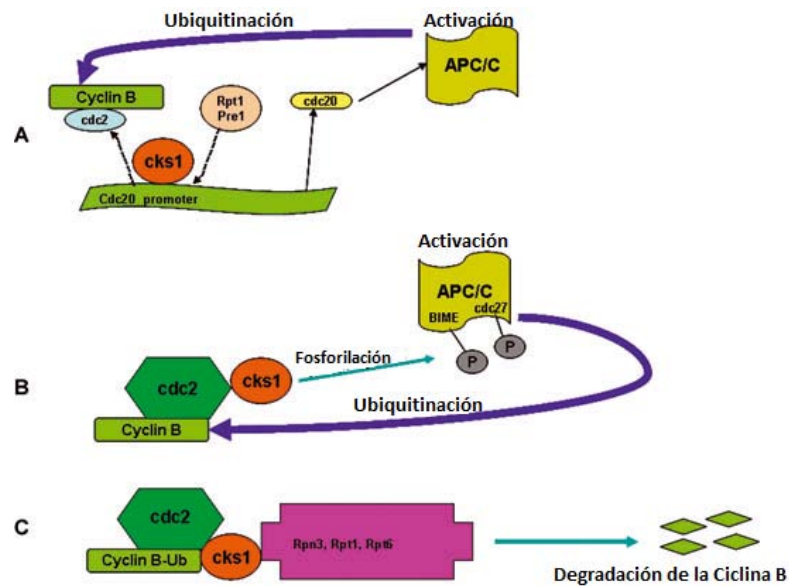 Ubiquitinación
Activación
APC/C
Cyclin B
cdc2
Rpt1
Pre1
cdc20
A
cks1
Cdc20 promoter
Activación
APC/C
BIME
cdc27
P
P
Fosforilación
B
cdc2
cks1
Ubiquitinación
Cyclin B
C
cdc2
Rpn3, Rpt1, Rpt6
Cyclin B-Ub
cks1
Degradación de la Ciclina B